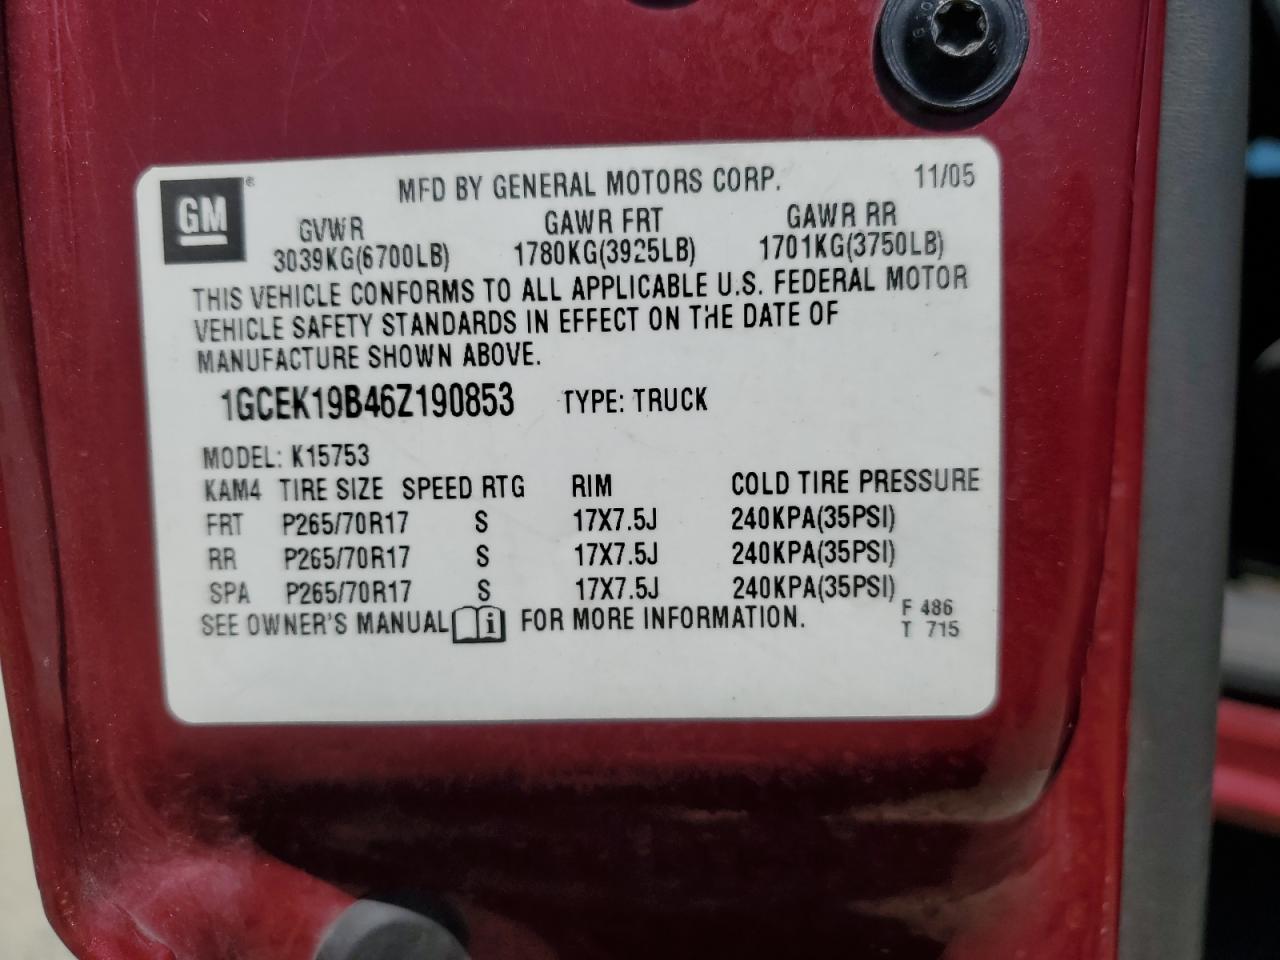 GM ®
MFD BY GENERAL MOTORS CORP. 11/05
GVWR GAWR FRT GAWR RR
3039KG(6700LB) 1780KG(3925LB) 1701KG(3750LB)
THIS VEHICLE CONFORMS TO ALL APPLICABLE U.S. FEDERAL MOTOR
VEHICLE SAFETY STANDARDS IN EFFECT ON THE DATE OF
MANUFACTURE SHOWN ABOVE.
1GCEK19B46Z190853 TYPE: TRUCK
MODEL: K15753
KAM4 TIRE SIZE SPEED RTG RIM COLD TIRE PRESSURE
FRT P265/70R17 S 17X7.5J 240KPA(35PSI)
RR P265/70R17 S 17X7.5J 240KPA(35PSI)
SPA P265/70R17 S 17X7.5J 240KPA(35PSI)
SEE OWNER'S MANUAL i FOR MORE INFORMATION.
F 486
T 715